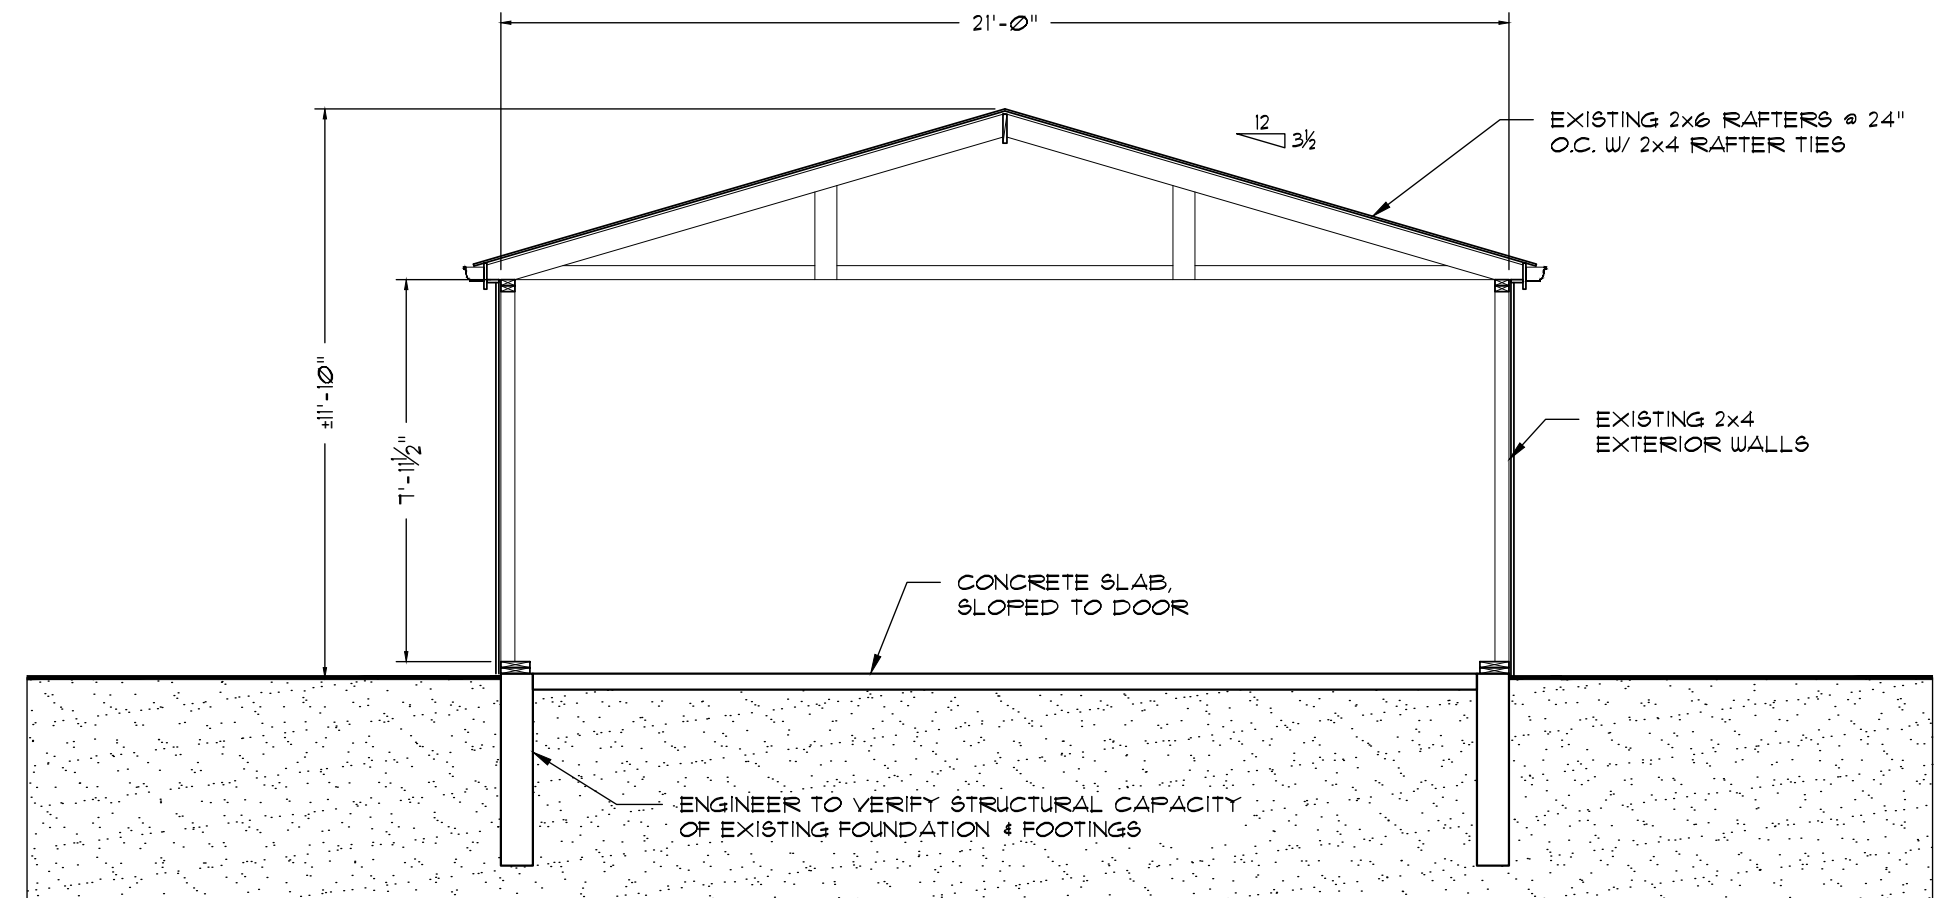 21'-0"
12
3½
EXISTING 2x6 RAFTERS @ 24"
O.C. W/ 2x4 RAFTER TIES
±11'-10"
7'-11½"
EXISTING 2x4
EXTERIOR WALLS
CONCRETE SLAB,
SLOPED TO DOOR
ENGINEER TO VERIFY STRUCTURAL CAPACITY
OF EXISTING FOUNDATION & FOOTINGS